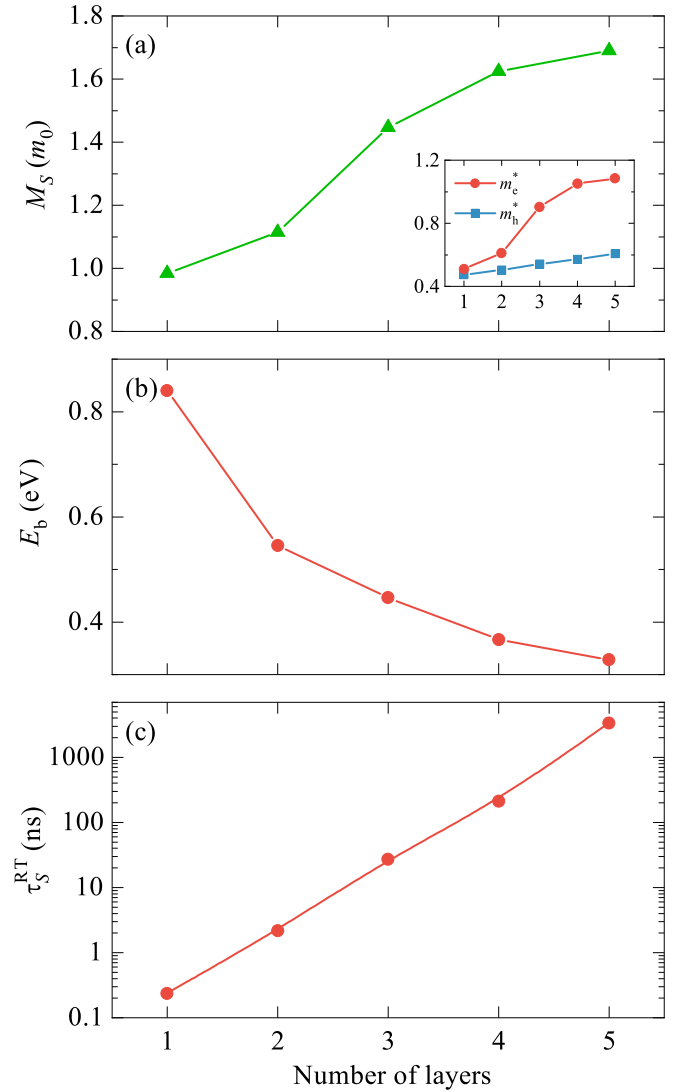 (a)
M_S (m_0)
1.8
1.6
1.4
1.2
1.0
0.8
m_e^*
m_h^*
1.2
0.8
0.4
1 2 3 4 5
(b)
E_b (eV)
0.8
0.6
0.4
(c)
τ_S^RT (ns)
1000
100
10
1
0.1
1 2 3 4 5
Number of layers